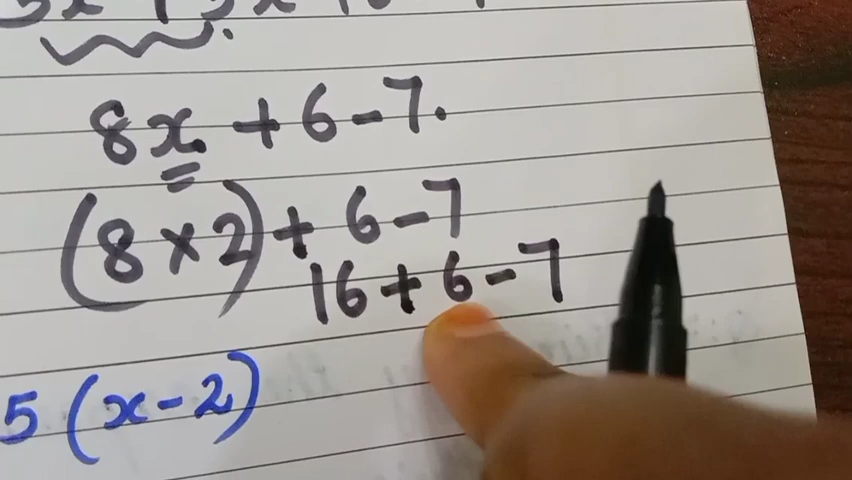 8x + 6 - 7.
(8 × 2) + 6 - 7
16 + 6 - 7
5 (x - 2)